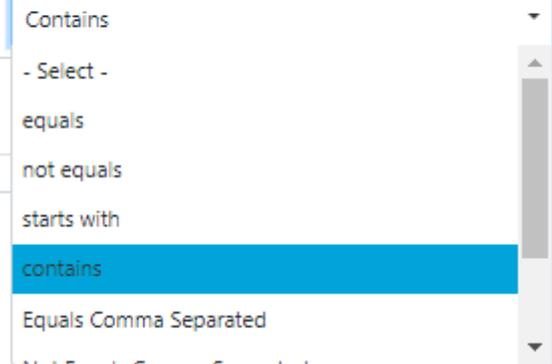 Contains
- Select -
equals
not equals
starts with
contains
Equals Comma Separated